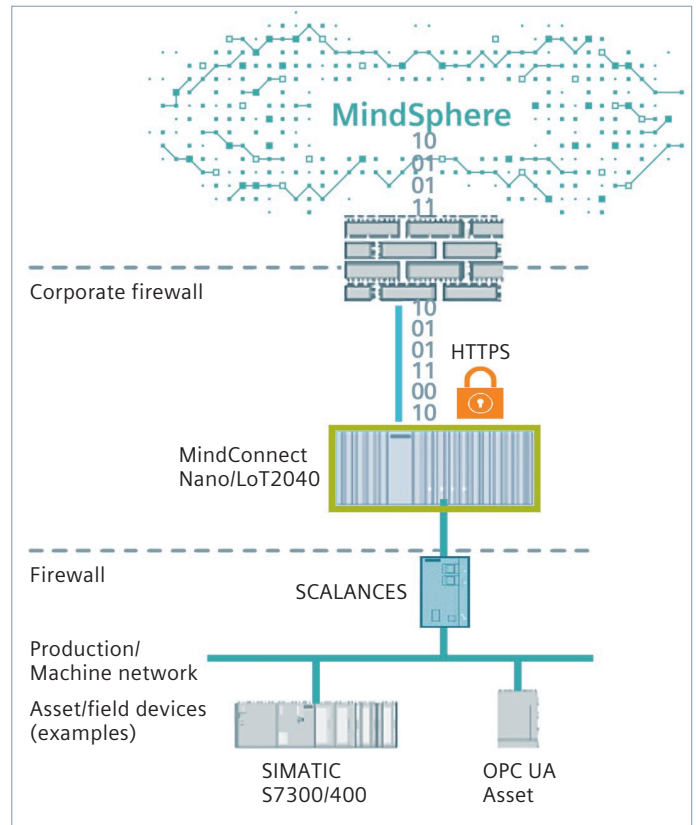 MindSphere
10
01
01
11
Corporate firewall
10
01
01
11
00
10
HTTPS
MindConnect
Nano/LoT2040
Firewall
SCALANCES
Production/
Machine network
Asset/field devices
(examples)
SIMATIC
S7300/400
OPC UA
Asset